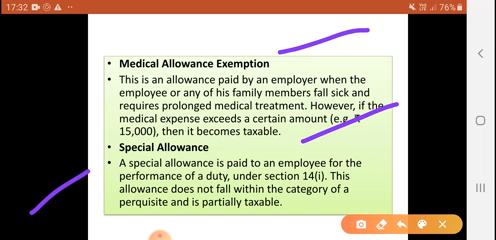 17:32
76%
• Medical Allowance Exemption
• This is an allowance paid by an employer when the
employee or any of his family members fall sick and
requires prolonged medical treatment. However, if the
medical expense exceeds a certain amount (e.g. ₹
15,000), then it becomes taxable.
• Special Allowance
• A special allowance is paid to an employee for the
performance of a duty, under section 14(i). This
allowance does not fall within the category of a
perquisite and is partially taxable.